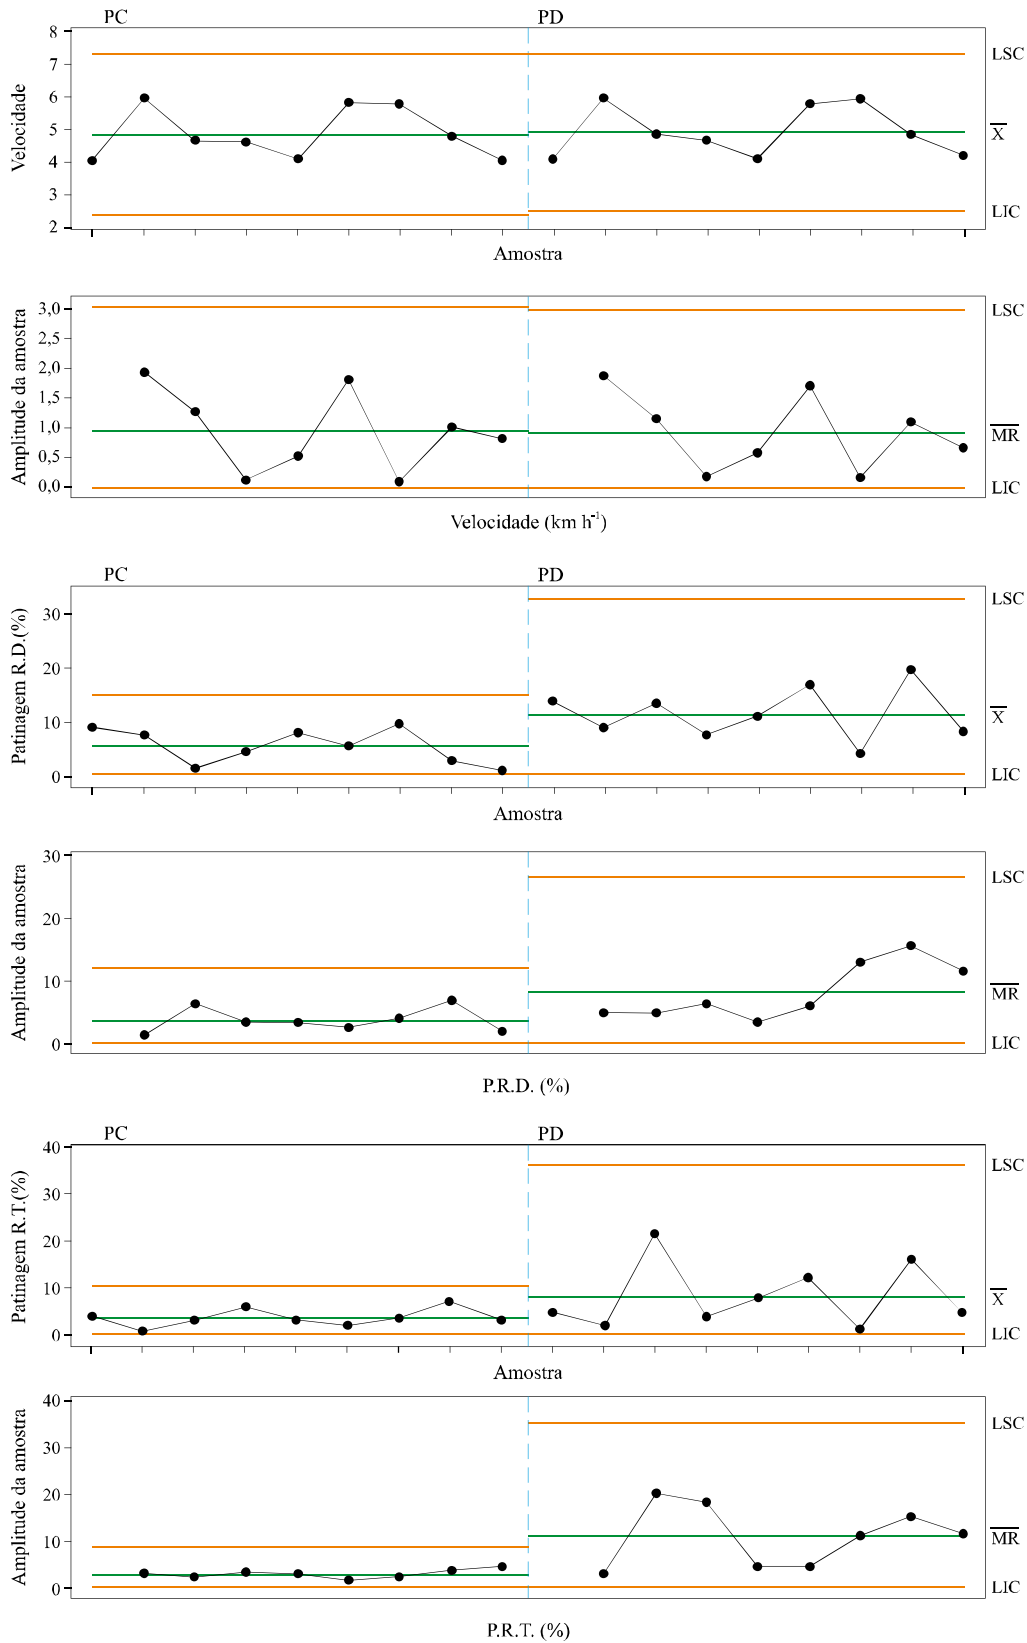 PC PD
8
7
6
5
4
3
2
Velocidade
LSC
X
LIC
Amostra
3,0
2,5
2,0
1,5
1,0
0,5
0,0
Amplitude da amostra
LSC
MR
LIC
Velocidade (km h-1)
PC PD
30
20
10
0
Patinagem R.D.(%)
LSC
X
LIC
Amostra
30
20
10
0
Amplitude da amostra
LSC
MR
LIC
P.R.D. (%)
PC PD
40
30
20
10
0
Patinagem R.T.(%)
LSC
X
LIC
Amostra
40
30
20
10
0
Amplitude da amostra
LSC
MR
LIC
P.R.T. (%)